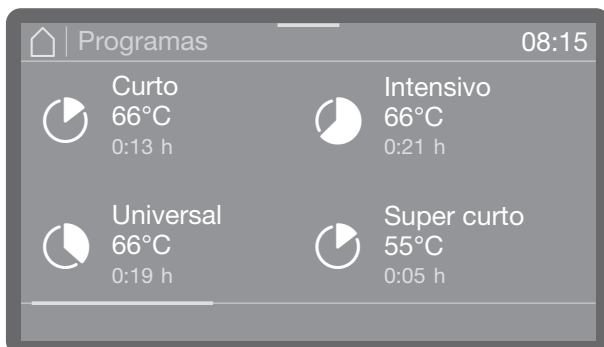 Programas
08:15
Curto
66°C
0:13 h
Intensivo
66°C
0:21 h
Universal
66°C
0:19 h
Super curto
55°C
0:05 h